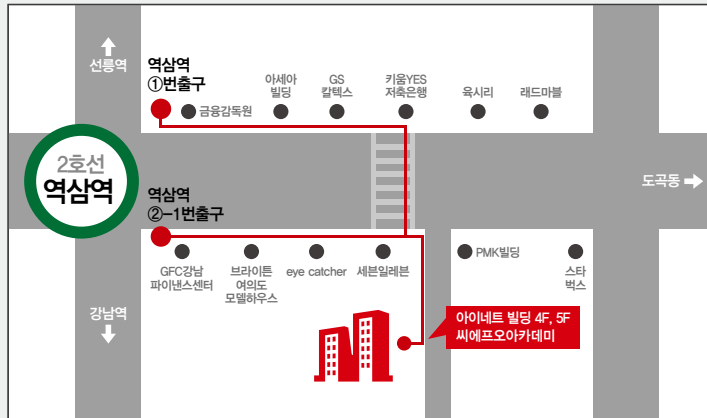 선릉역
역삼역
①번출구
금융감독원
아세아
빌딩
GS
칼텍스
키움YES
저축은행
육시리
래드마블
2호선
역삼역
도곡동
역삼역
②-1번출구
GFC강남
파이낸스센터
브라이튼
여의도
모델하우스
eye catcher
세븐일레븐
PMK빌딩
스타
벅스
강남역
아이네트 빌딩 4F, 5F
씨에프오아카데미